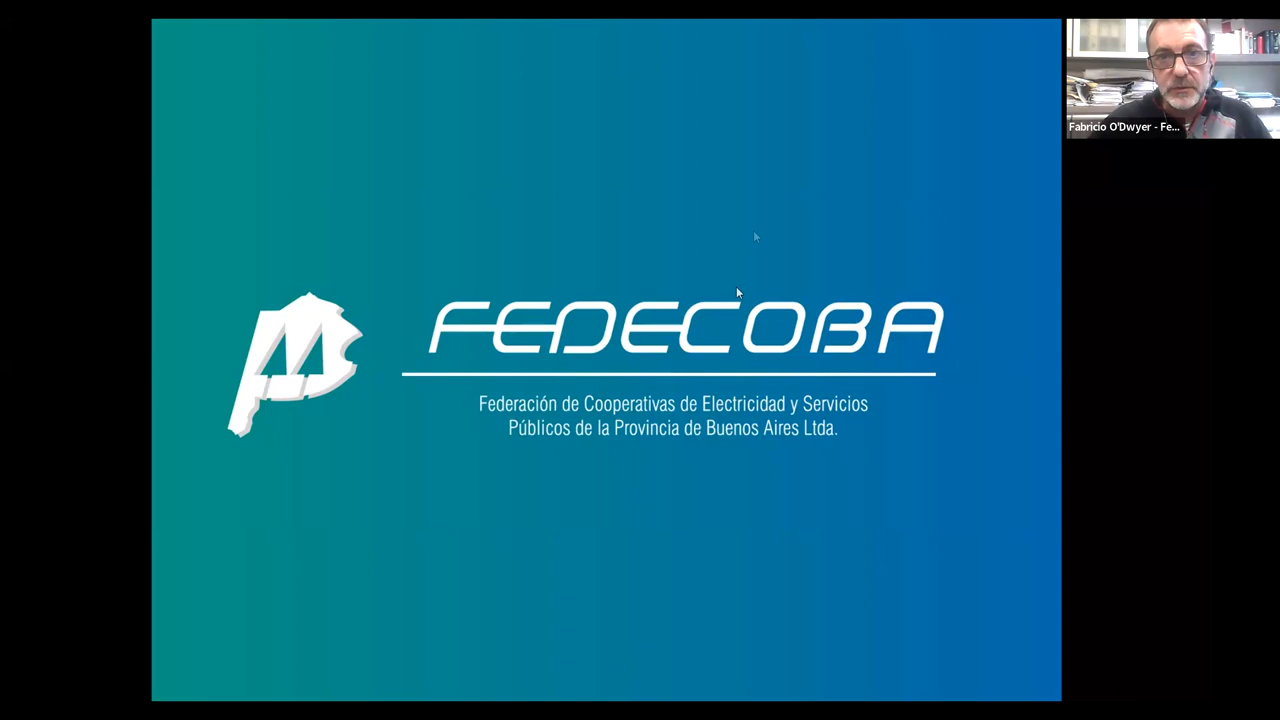 Fabricio O'Dwyer - Fe...
FEDECOBA
Federación de Cooperativas de Electricidad y Servicios
Públicos de la Provincia de Buenos Aires Ltda.